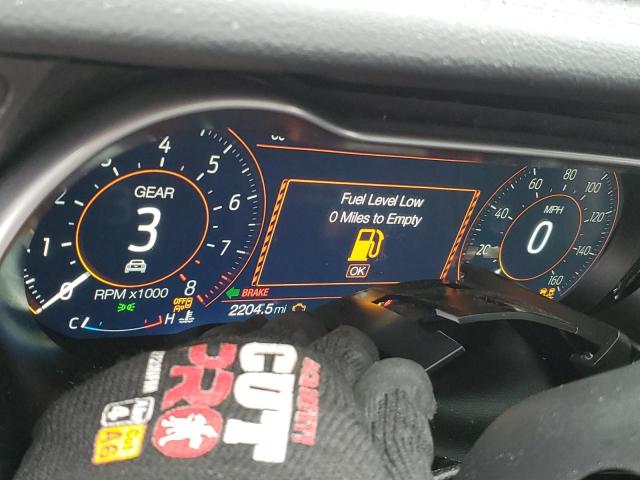 GEAR
3
RPM x1000
0
1
2
3
4
5
6
7
8
C
H
OFF
Fuel Level Low
0 Miles to Empty
OK
BRAKE
2204.5 mi
MPH
0
20
40
60
80
100
120
140
160
CUT
PRO
A6
4